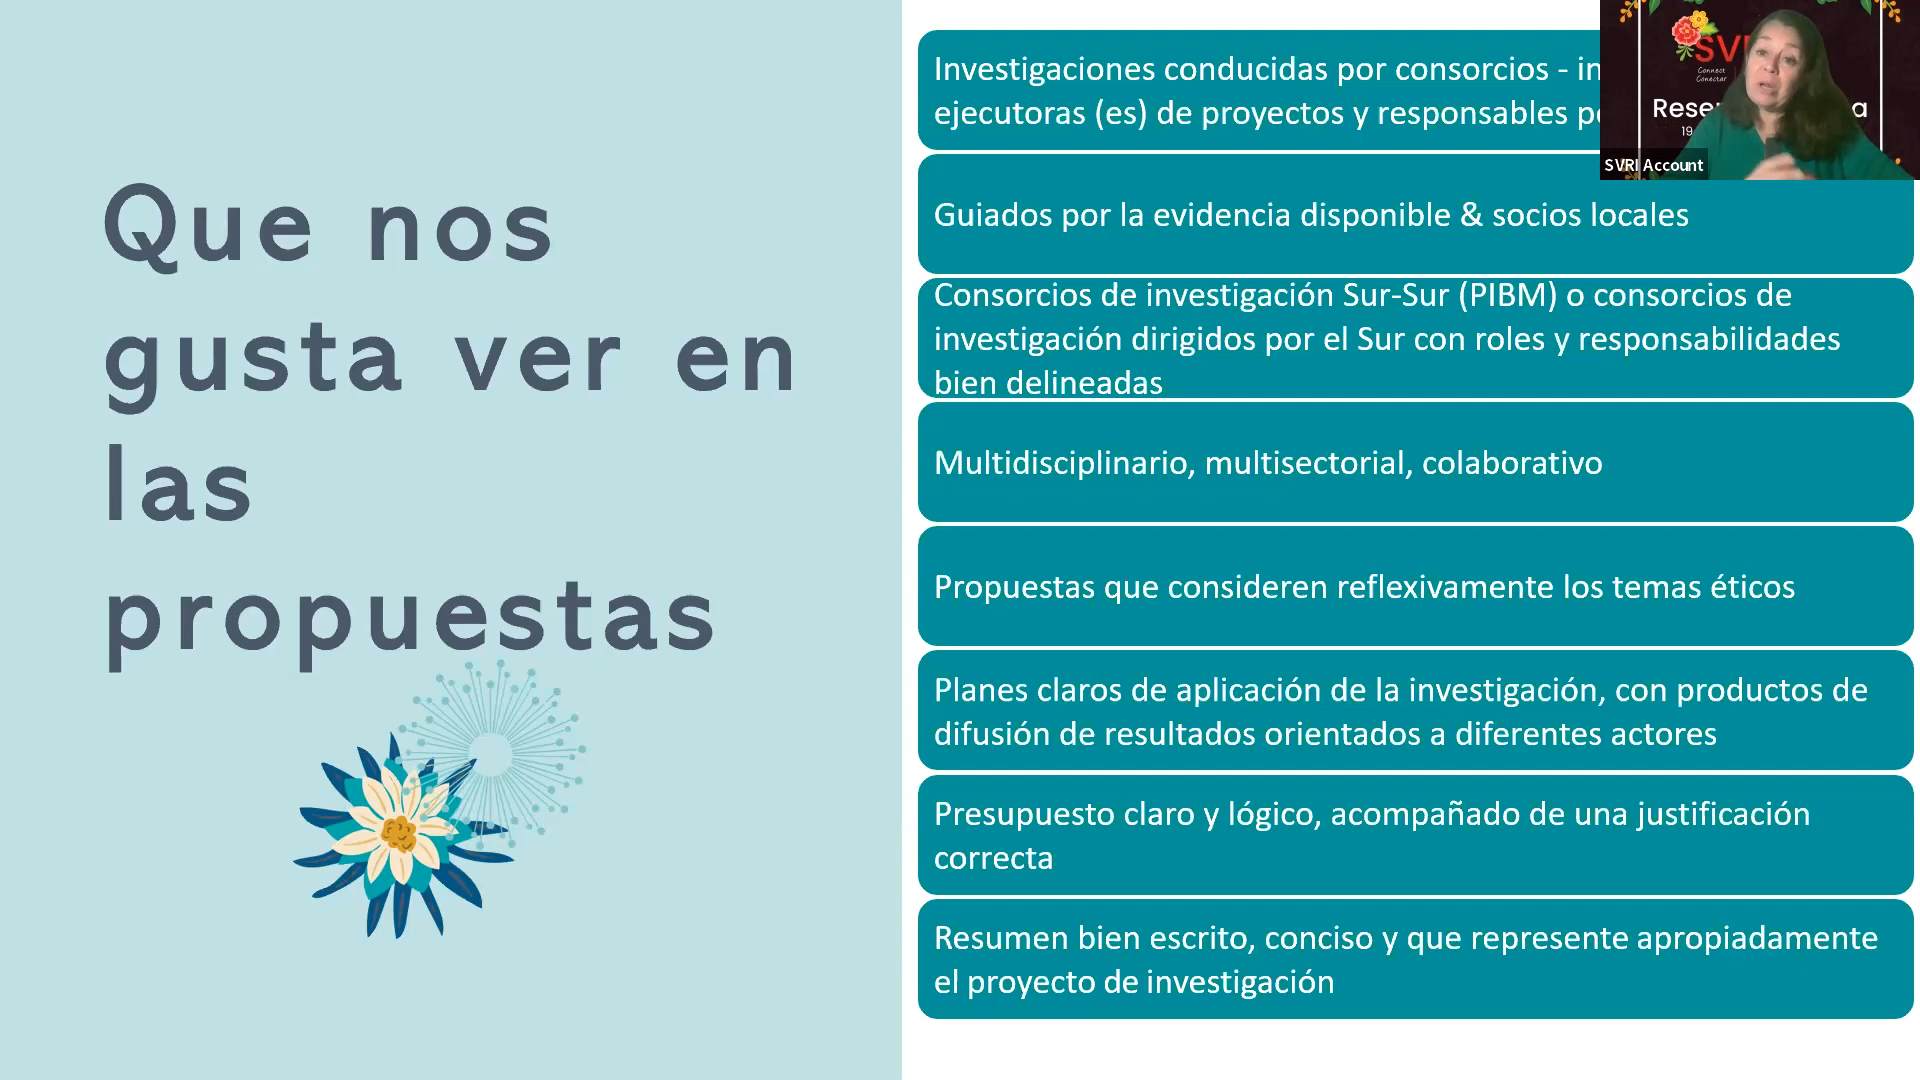 Que nos
gusta ver en
las
propuestas
Investigaciones conducidas por consorcios -
ejecutoras (es) de proyectos y responsables
Guiados por la evidencia disponible & socios locales
Consorcios de investigación Sur-Sur (PIBM) o consorcios de
investigación dirigidos por el Sur con roles y responsabilidades
bien delineadas
Multidisciplinario, multisectorial, colaborativo
Propuestas que consideren reflexivamente los temas éticos
Planes claros de aplicación de la investigación, con productos de
difusión de resultados orientados a diferentes actores
Presupuesto claro y lógico, acompañado de una justificación
correcta
Resumen bien escrito, conciso y que represente apropiadamente
el proyecto de investigación
Connect
Conectar
19
SVRI Account